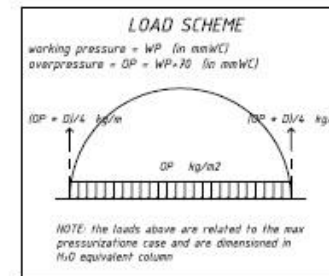 LOAD SCHEME
working pressure = WP (in mmWC)
overpressure = OP = WP+30 (in mmWC)
(OP * D)/4 kg/m
(OP * D)/4 kg/
OP kg/m2
NOTE: the loads above are related to the max
pressurizatione case and are dimensioned in
H2O equivalent column